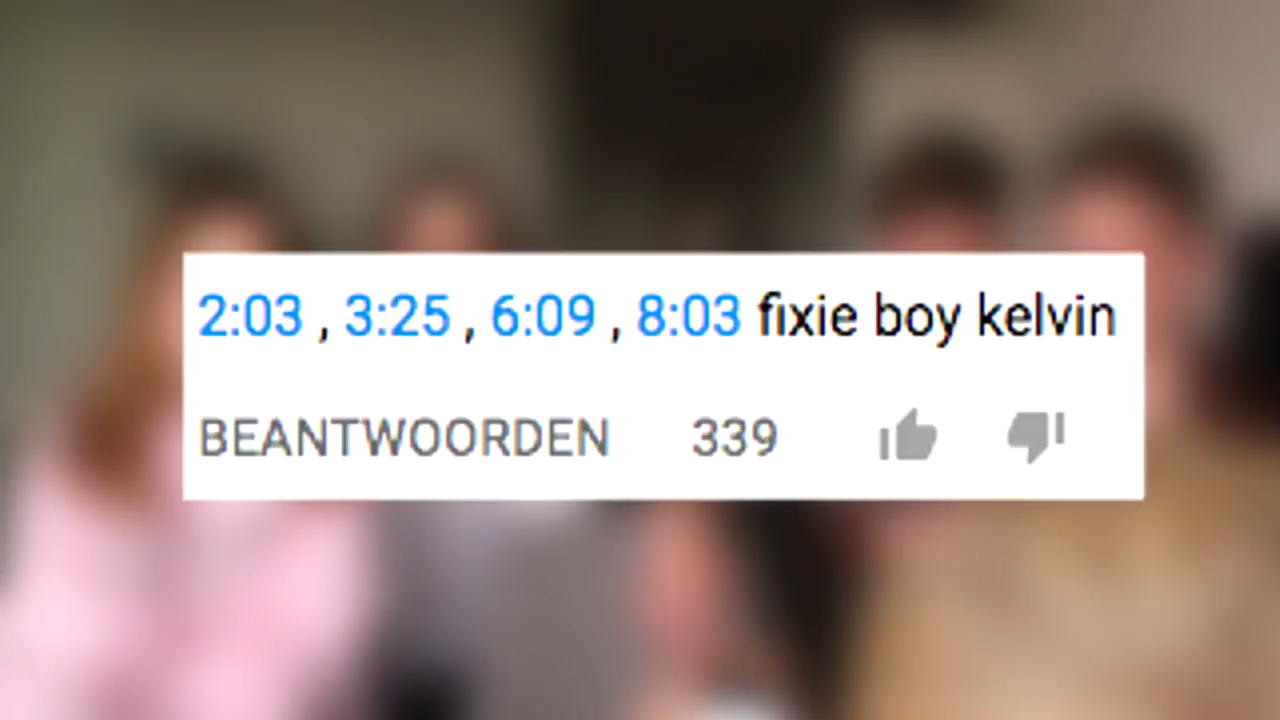 2:03 , 3:25 , 6:09 , 8:03 fixie boy kelvin
BEANTWOORDEN 339